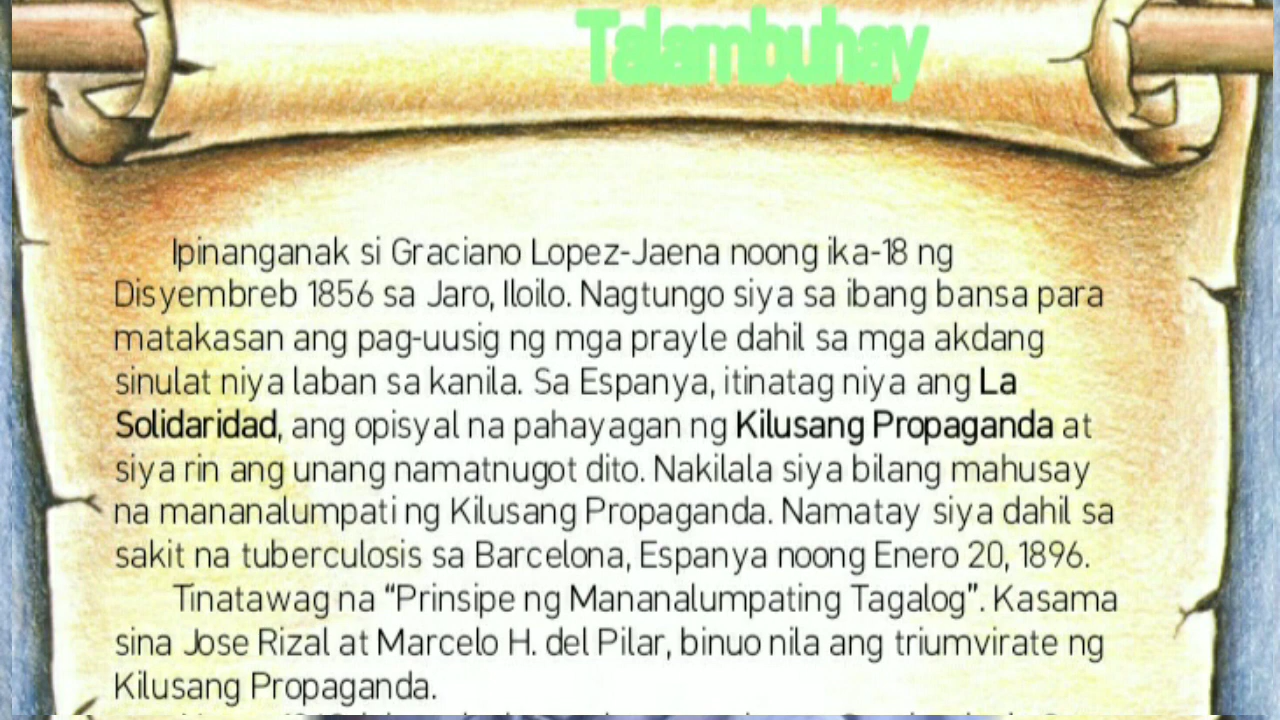 Talambuhay
Ipinanganak si Graciano Lopez-Jaena noong ika-18 ng
Disyembreb 1856 sa Jaro, Iloilo. Nagtungo siya sa ibang bansa para
matakasan ang pag-uusig ng mga prayle dahil sa mga akdang
sinulat niya laban sa kanila. Sa Espanya, itinatag niya ang La
Solidaridad, ang opisyal na pahayagan ng Kilusang Propaganda at
siya rin ang unang namatnugot dito. Nakilala siya bilang mahusay
na mananalumpati ng Kilusang Propaganda. Namatay siya dahil sa
sakit na tuberculosis sa Barcelona, Espanya noong Enero 20, 1896.
Tinatawag na “Prinsipe ng Mananalumpating Tagalog”. Kasama
sina Jose Rizal at Marcelo H. del Pilar, binuo nila ang triumvirate ng
Kilusang Propaganda.